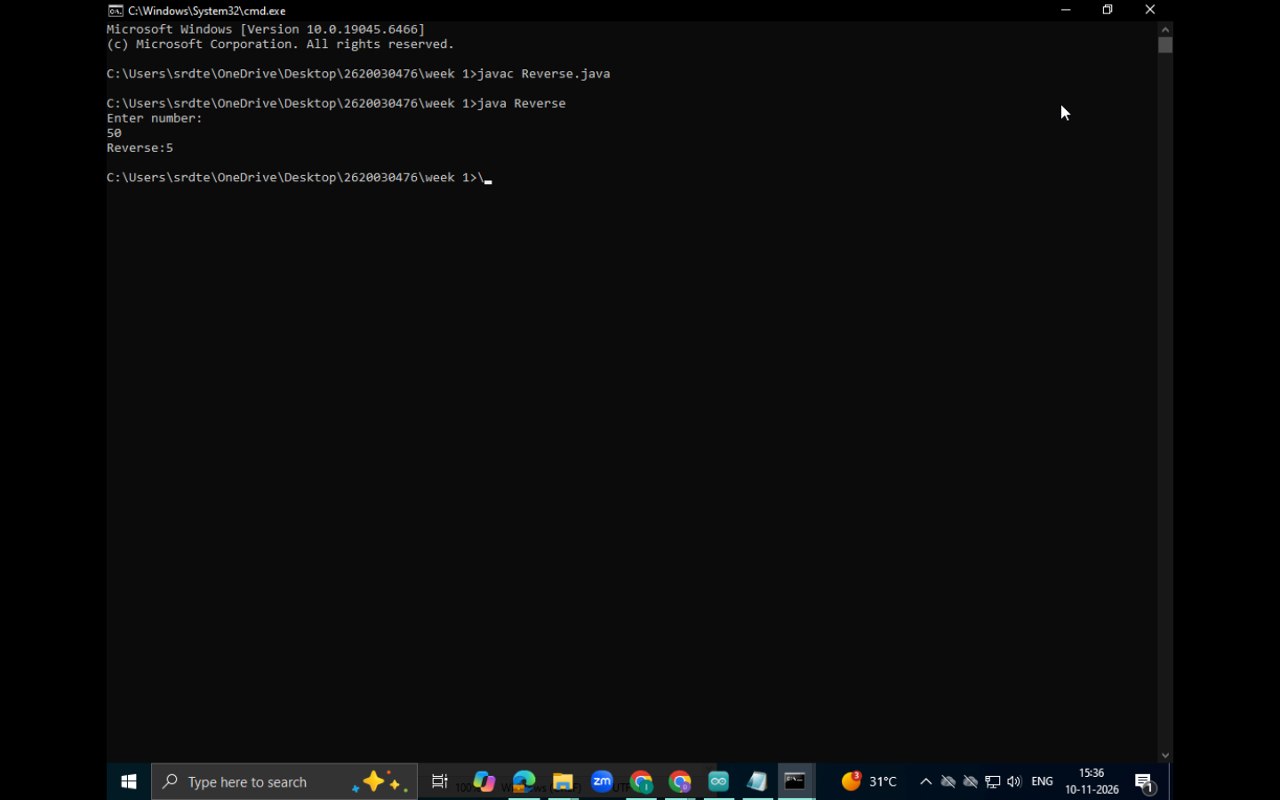 C:\Windows\System32\cmd.exe
Microsoft Windows [Version 10.0.19045.6466]
(c) Microsoft Corporation. All rights reserved.
C:\Users\srdte\OneDrive\Desktop\2620030476\week 1>javac Reverse.java
C:\Users\srdte\OneDrive\Desktop\2620030476\week 1>java Reverse
Enter number:
50
Reverse:5
C:\Users\srdte\OneDrive\Desktop\2620030476\week 1>\
Type here to search
zm
3
31°C
ENG
15:36
10-11-2026
1